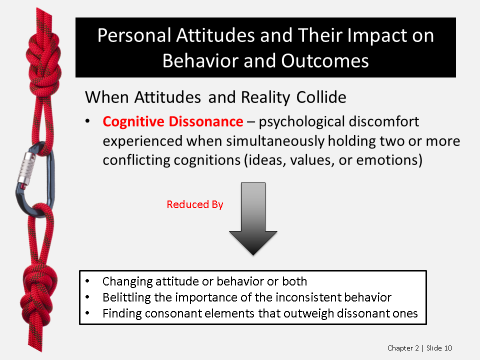 Personal Attitudes and Their Impact on
Behavior and Outcomes
When Attitudes and Reality Collide
• Cognitive Dissonance – psychological discomfort
experienced when simultaneously holding two or more
conflicting cognitions (ideas, values, or emotions)
Reduced By
• Changing attitude or behavior or both
• Belittling the importance of the inconsistent behavior
• Finding consonant elements that outweigh dissonant ones
Chapter 2 | Slide 10